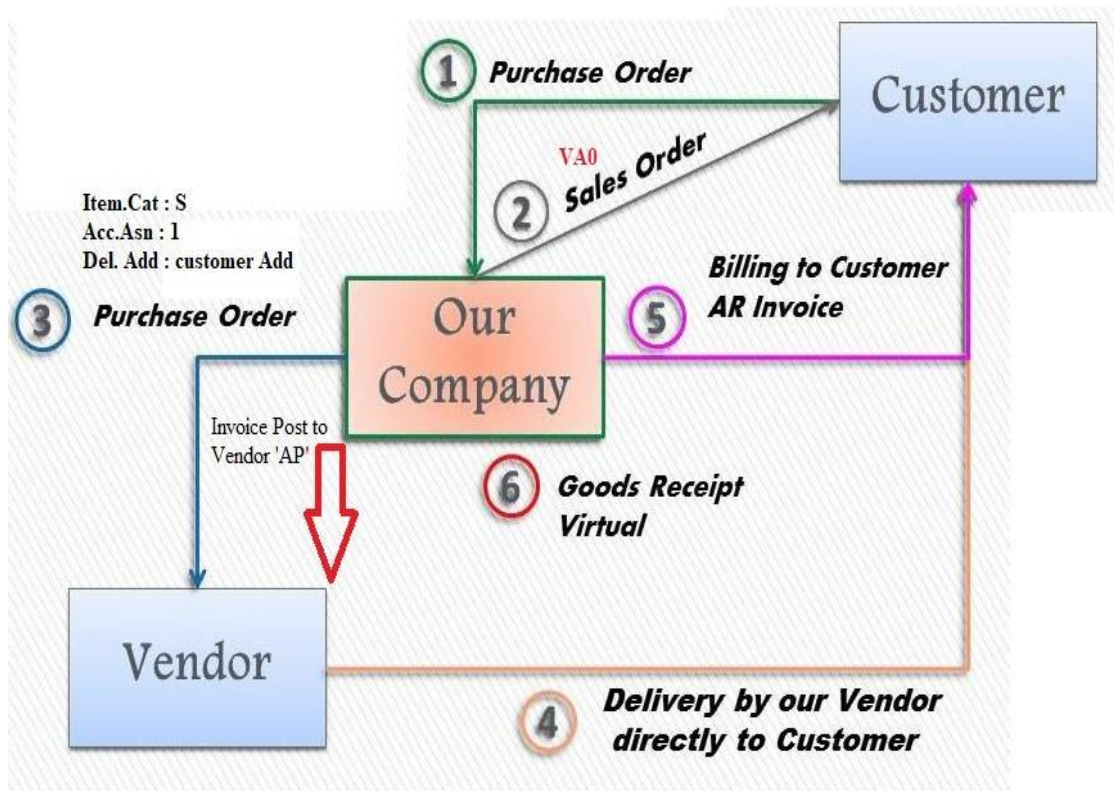 1 Purchase Order
Customer
VA0
2 Sales Order
Item.Cat : S
Acc.Asn : 1
Del. Add : customer Add
3 Purchase Order
Our
Company
5 Billing to Customer
AR Invoice
Invoice Post to
Vendor 'AP'
6 Goods Receipt
Virtual
Vendor
4 Delivery by our Vendor
directly to Customer